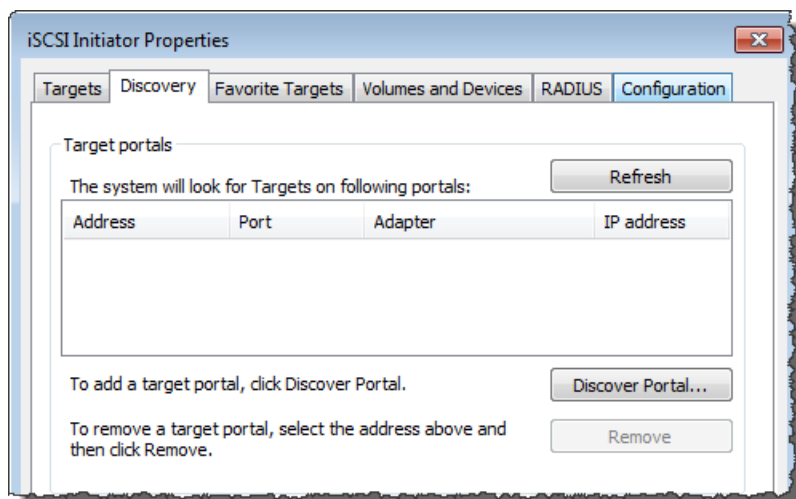 iSCSI Initiator Properties
Targets Discovery Favorite Targets Volumes and Devices RADIUS Configuration
Target portals
The system will look for Targets on following portals:
Refresh
Address Port Adapter IP address
To add a target portal, click Discover Portal.
Discover Portal...
To remove a target portal, select the address above and
then click Remove.
Remove